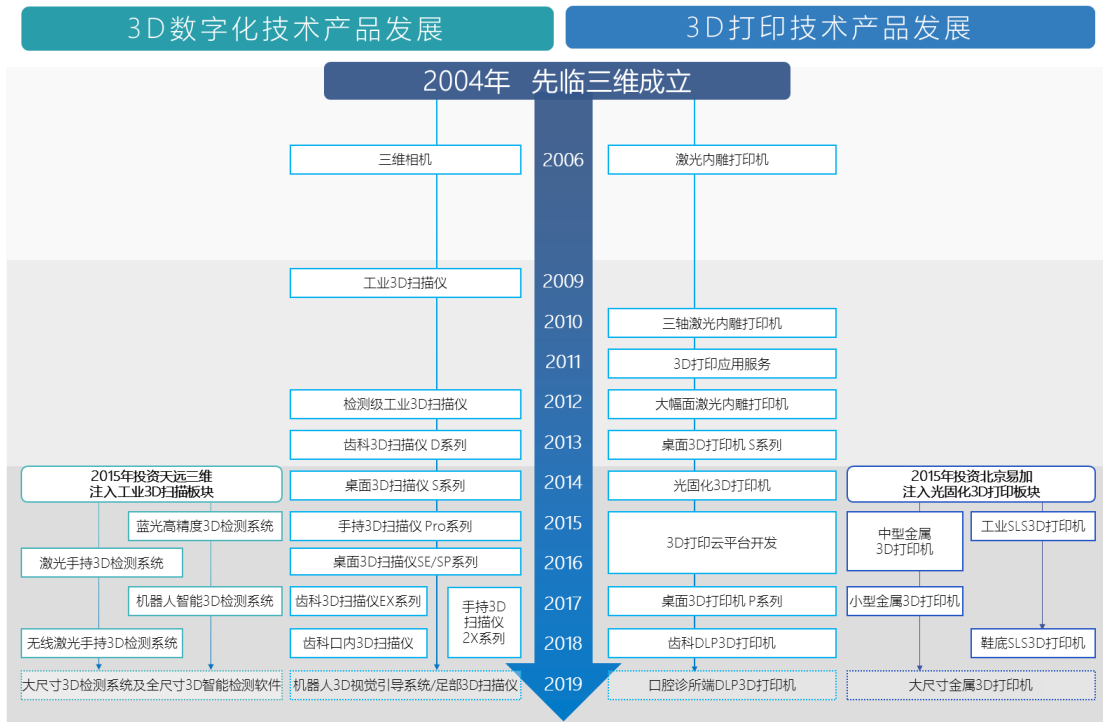 3D数字化技术产品发展
3D打印技术产品发展
2004年 先临三维成立
三维相机
2006
激光内雕打印机
工业3D扫描仪
2009
2010
三轴激光内雕打印机
2011
3D打印应用服务
检测级工业3D扫描仪
2012
大幅面激光内雕打印机
齿科3D扫描仪 D系列
2013
桌面3D打印机 S系列
2015年投资天远三维
注入工业3D扫描板块
桌面3D扫描仪 S系列
2014
光固化3D打印机
2015年投资北京易加
注入光固化3D打印板块
蓝光高精度3D检测系统
手持3D扫描仪 Pro系列
2015
3D打印云平台开发
中型金属
3D打印机
工业SLS3D打印机
激光手持3D检测系统
桌面3D扫描仪SE/SP系列
2016
机器人智能3D检测系统
齿科3D扫描仪EX系列
手持3D
扫描仪
2X系列
2017
桌面3D打印机 P系列
小型金属3D打印机
无线激光手持3D检测系统
齿科口内3D扫描仪
2018
齿科DLP3D打印机
鞋底SLS3D打印机
大尺寸3D检测系统及全尺寸3D智能检测软件
机器人3D视觉引导系统/足部3D扫描仪
2019
口腔诊所端DLP3D打印机
大尺寸金属3D打印机